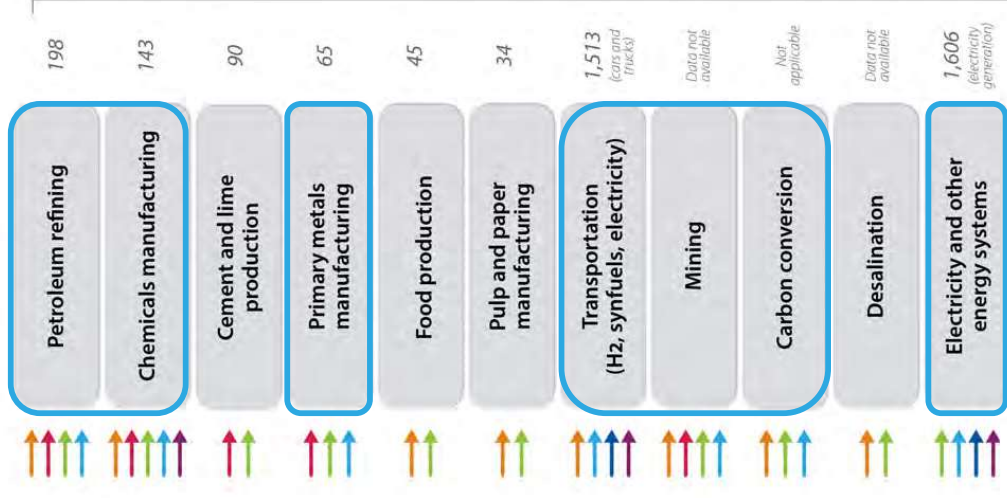 198
143
90
65
45
34
1,513
(cars and
trucks)
Data not
available
Not
applicable
Data not
available
1,606
(electricity
generation)
Petroleum refining
Chemicals manufacturing
Cement and lime
production
Primary metals
manufacturing
Food production
Pulp and paper
manufacturing
Transportation
(H2, synfuels, electricity)
Mining
Carbon conversion
Desalination
Electricity and other
energy systems